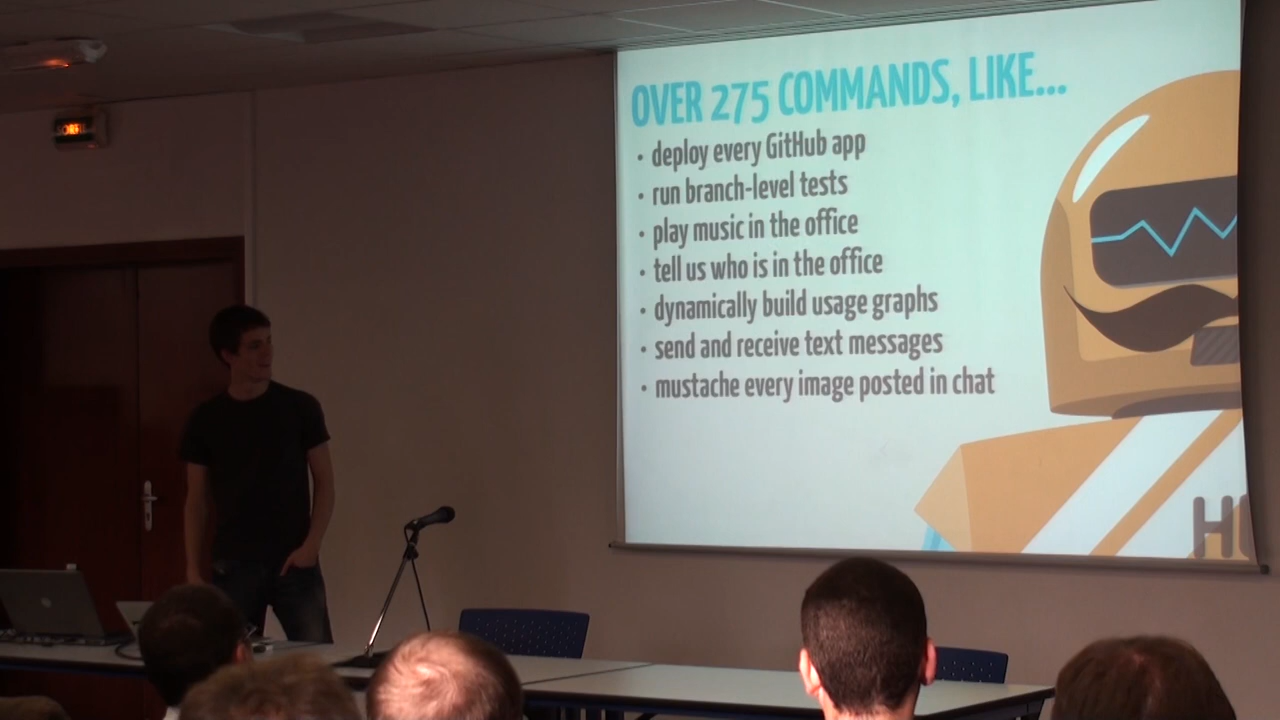 OVER 275 COMMANDS, LIKE...
• deploy every GitHub app
• run branch-level tests
• play music in the office
• tell us who is in the office
• dynamically build usage graphs
• send and receive text messages
• mustache every image posted in chat